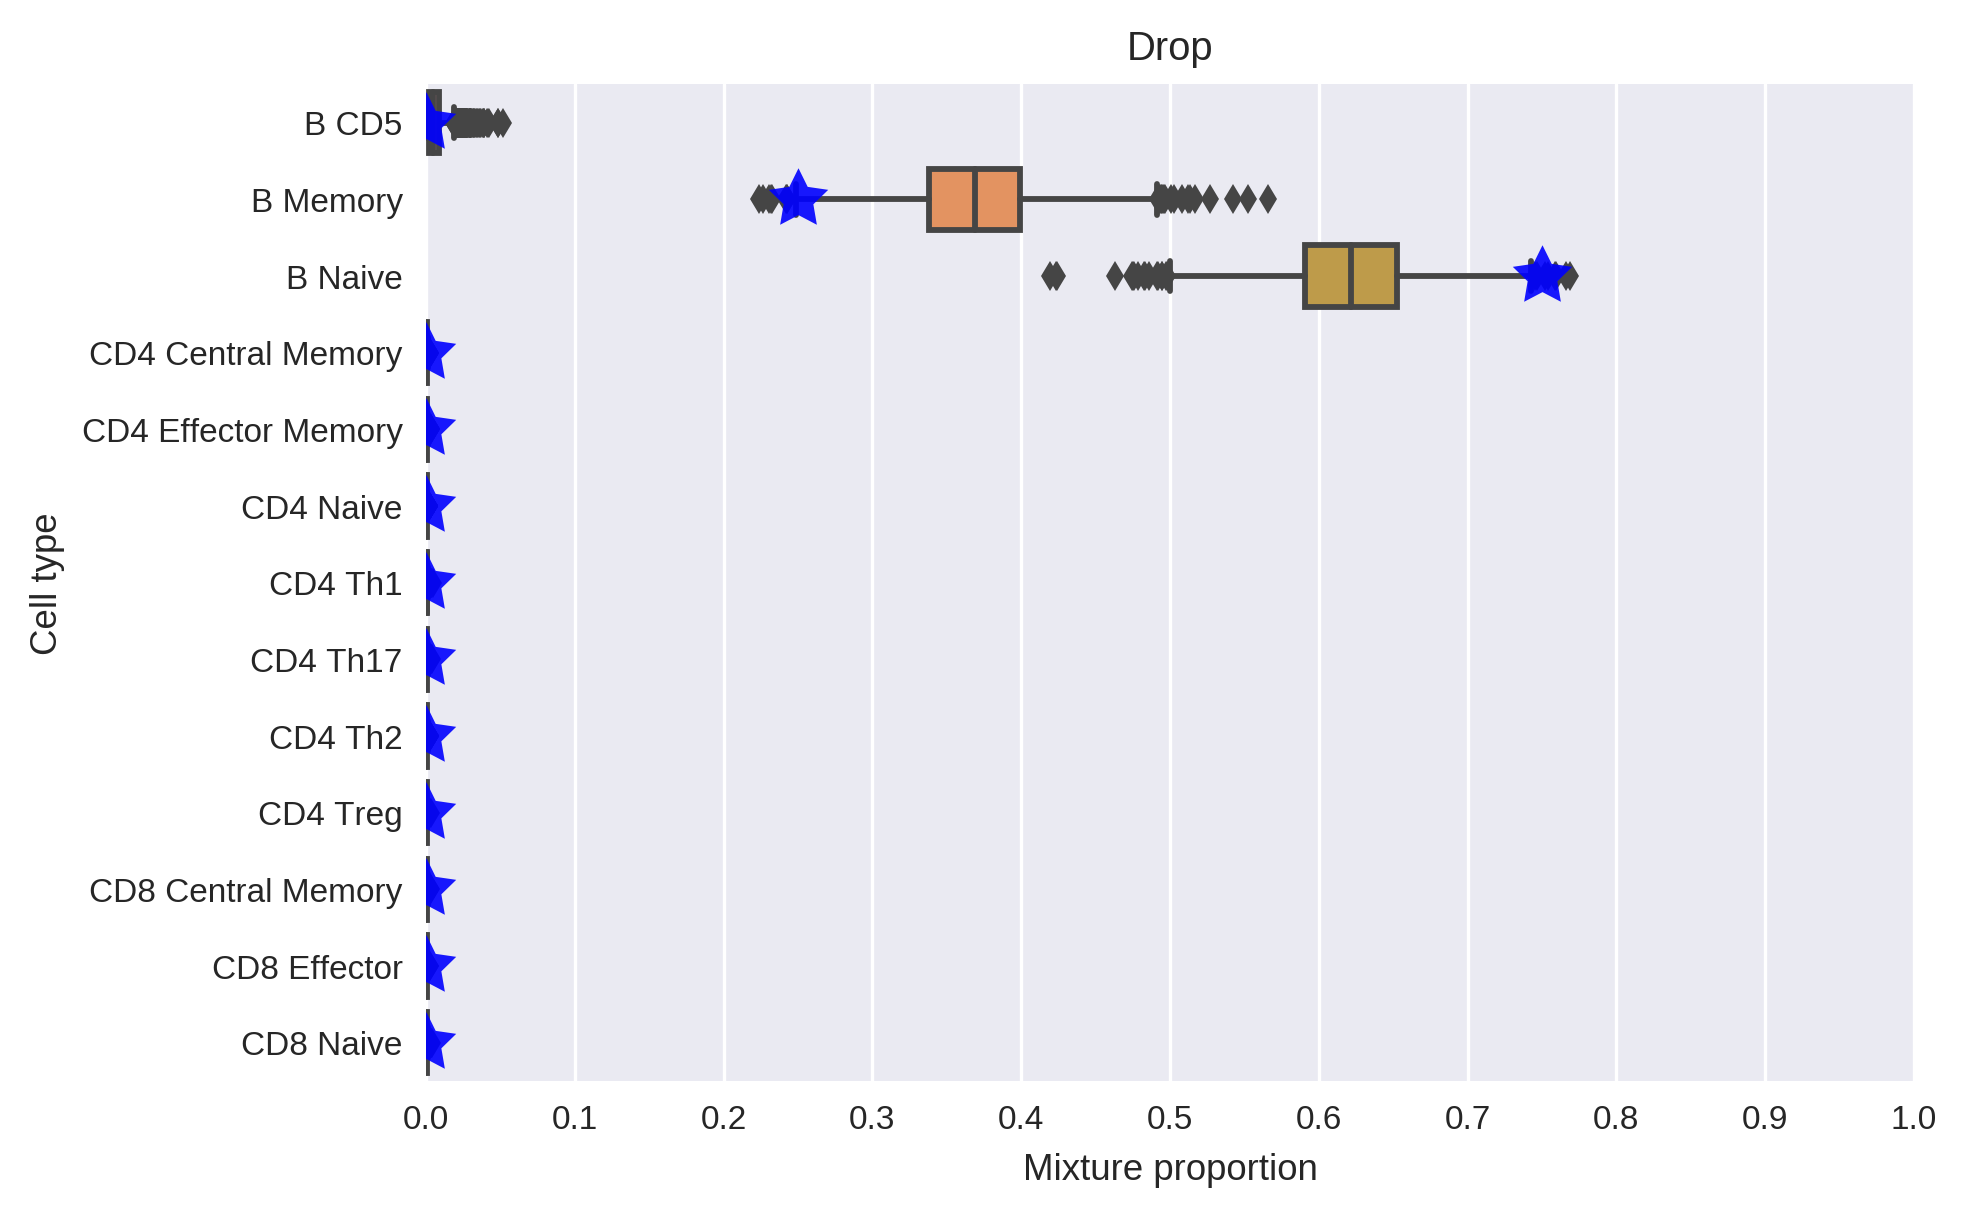 Drop
Cell type
B CD5
B Memory
B Naive
CD4 Central Memory
CD4 Effector Memory
CD4 Naive
CD4 Th1
CD4 Th17
CD4 Th2
CD4 Treg
CD8 Central Memory
CD8 Effector
CD8 Naive
0.0 0.1 0.2 0.3 0.4 0.5 0.6 0.7 0.8 0.9 1.0
Mixture proportion